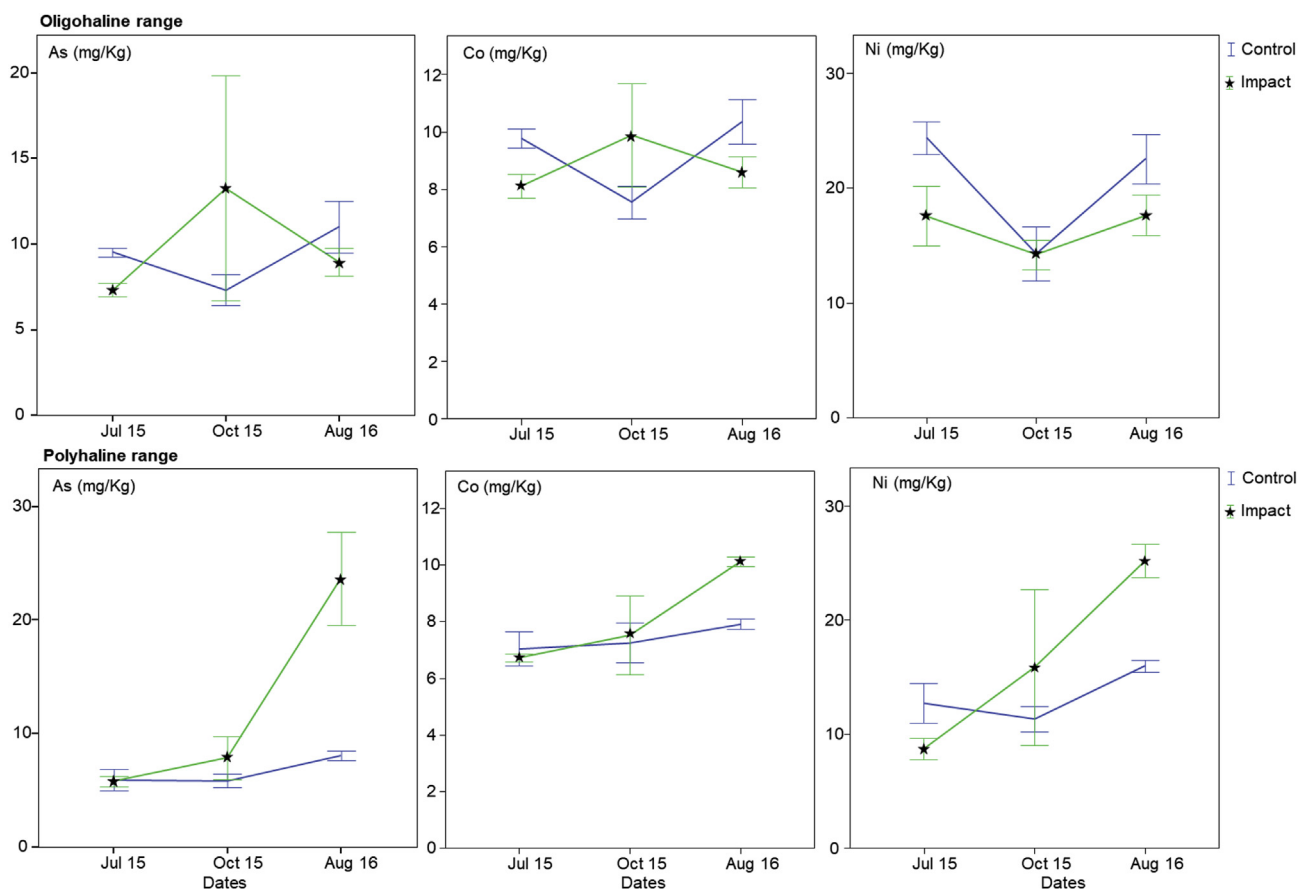 Oligohaline range
As (mg/Kg)
20
15
10
5
0
Jul 15 Oct 15 Aug 16
Co (mg/Kg)
12
10
8
6
4
2
0
Jul 15 Oct 15 Aug 16
Ni (mg/Kg)
30
20
10
0
Jul 15 Oct 15 Aug 16
Control
Impact
Polyhaline range
As (mg/Kg)
30
20
10
0
Jul 15 Oct 15 Aug 16
Dates
Co (mg/Kg)
12
10
8
6
4
2
0
Jul 15 Oct 15 Aug 16
Dates
Ni (mg/Kg)
30
20
10
0
Jul 15 Oct 15 Aug 16
Dates
Control
Impact